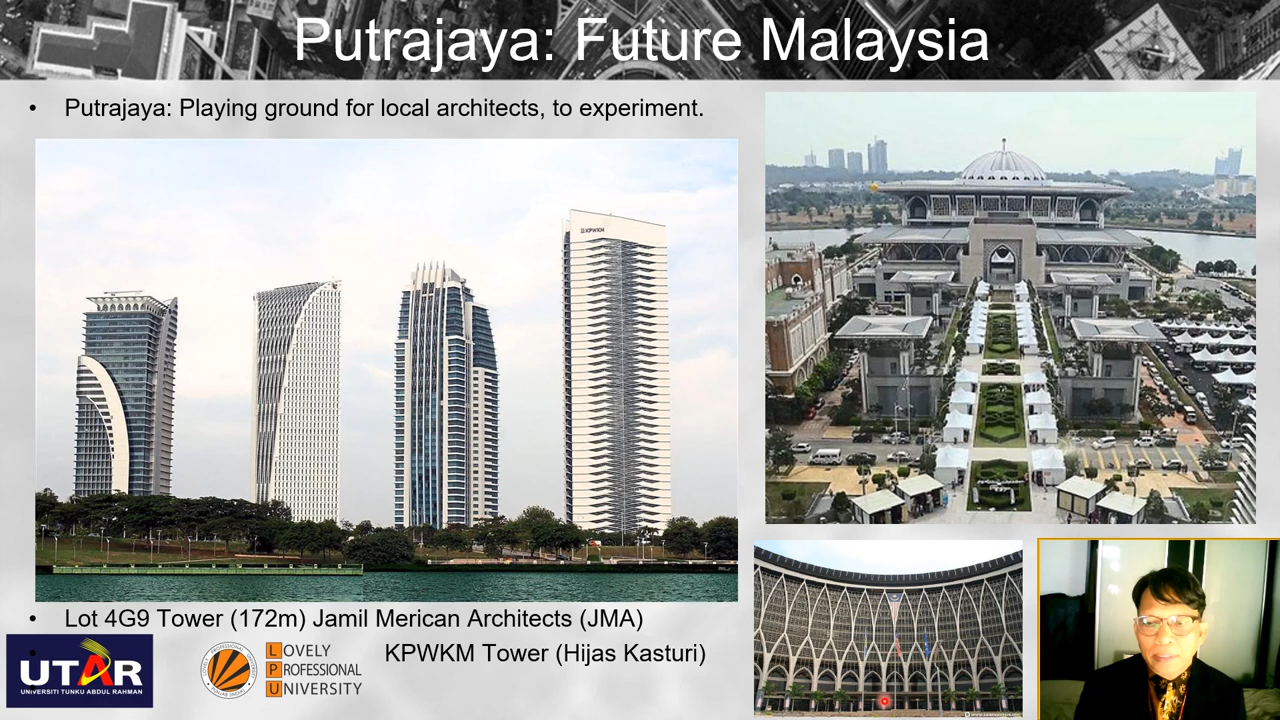 Putrajaya: Future Malaysia
• Putrajaya: Playing ground for local architects, to experiment.
KPWKM
• Lot 4G9 Tower (172m) Jamil Merican Architects (JMA)
KPWKM Tower (Hijas Kasturi)
UTAR
UNIVERSITI TUNKU ABDUL RAHMAN
LOVELY
PROFESSIONAL
UNIVERSITY